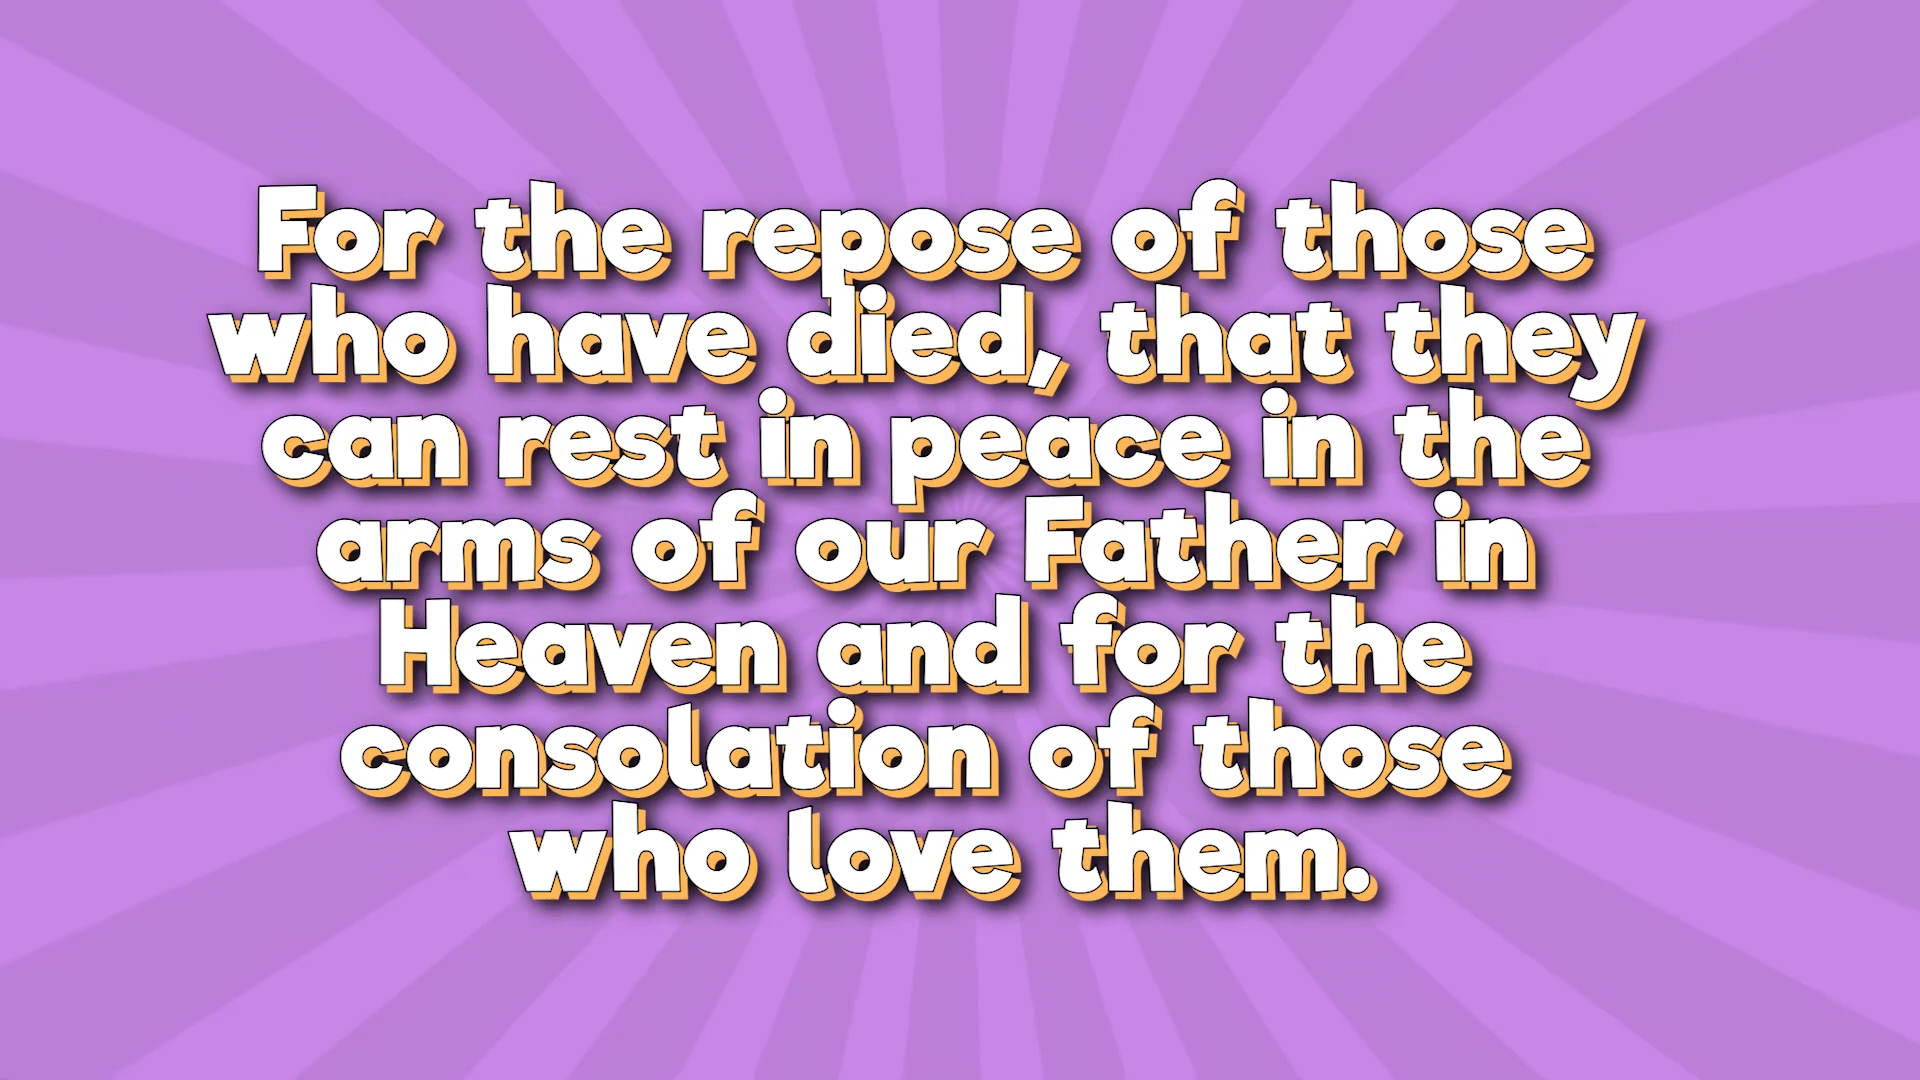 For the repose of those
who have died, that they
can rest in peace in the
arms of our Father in
Heaven and for the
consolation of those
who love them.